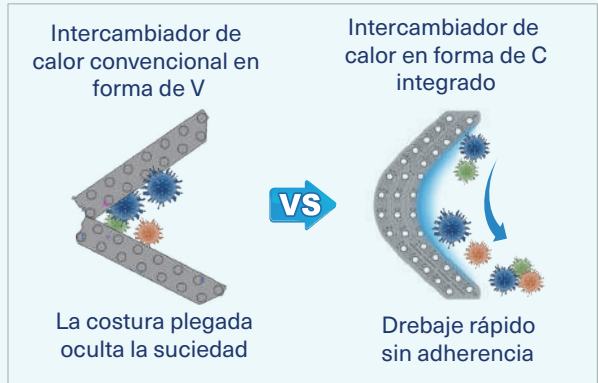 Intercambiador de
calor convencional en
forma de V
Intercambiador de
calor en forma de C
integrado
VS
La costura plegada
oculta la suciedad
Drebaje rápido
sin adherencia